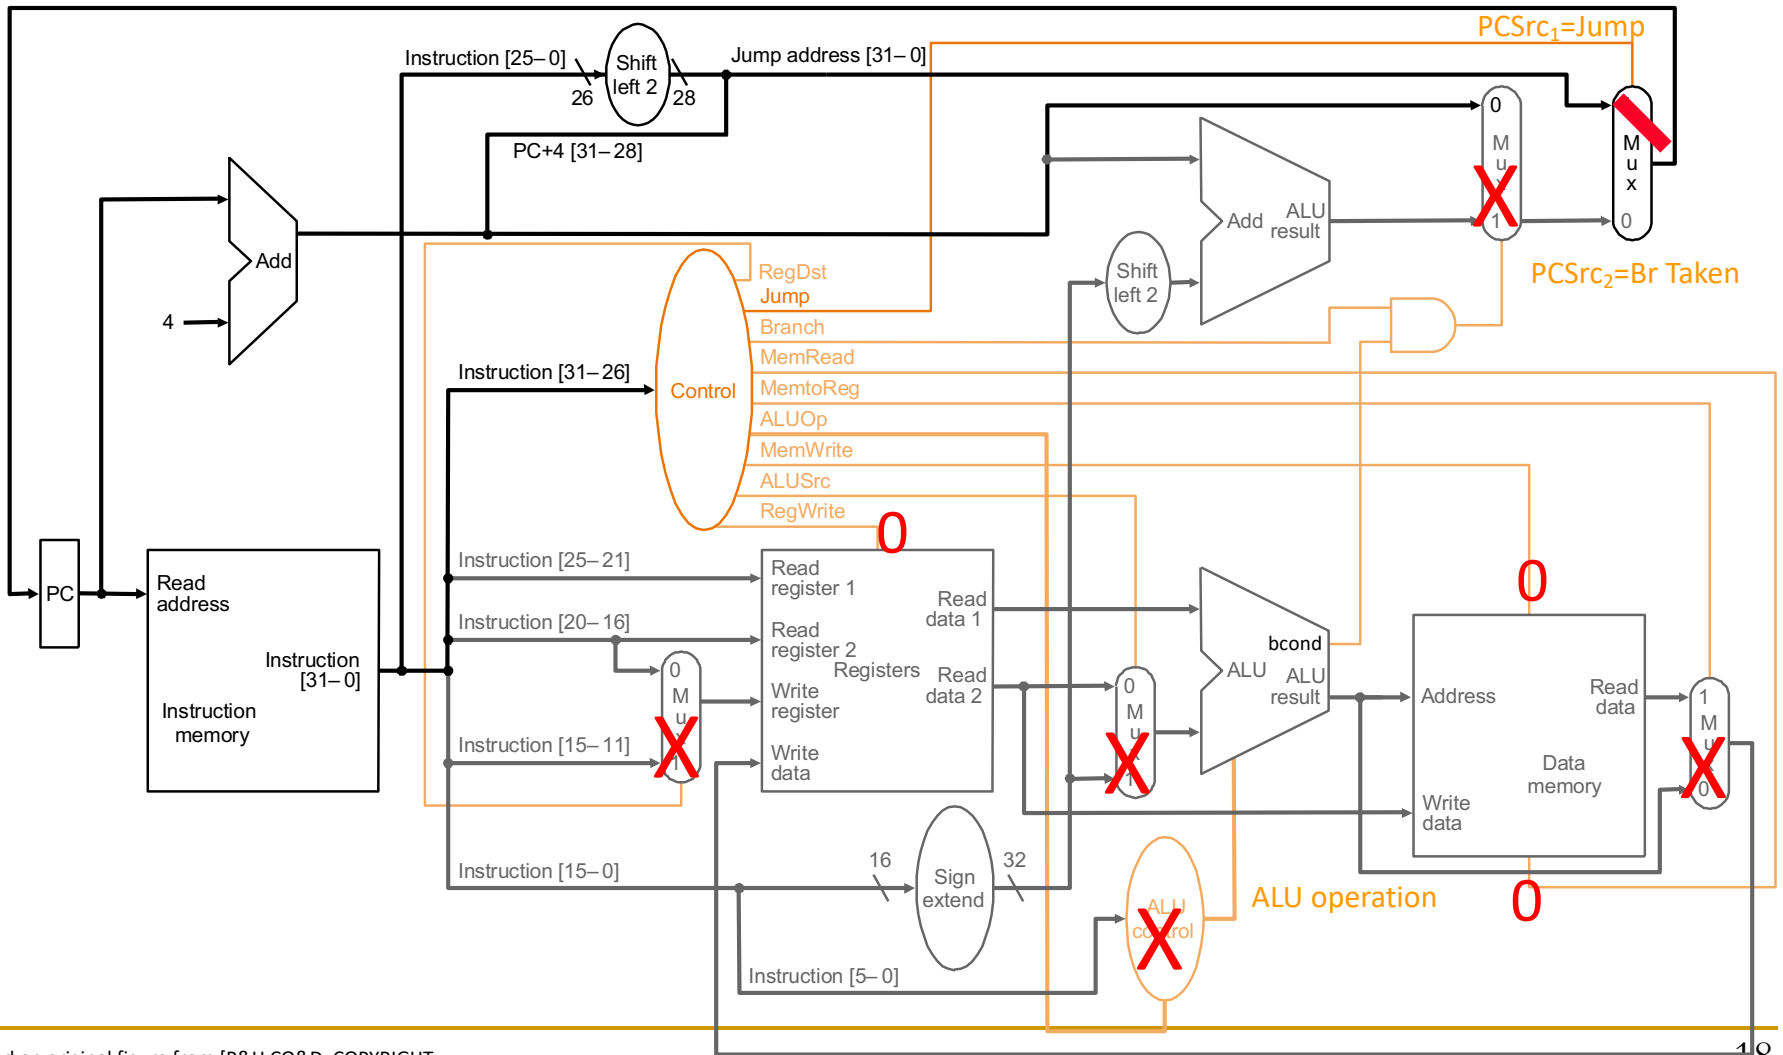 PCSrc1=Jump
Instruction [25–0]
Shift
left 2
Jump address [31–0]
26
28
PC+4 [31–28]
0
M
u
x
1
M
u
x
0
Add
ALU
result
Add
4
Shift
left 2
PCSrc2=Br Taken
RegDst
Jump
Branch
MemRead
MemtoReg
ALUOp
MemWrite
ALUSrc
RegWrite
Instruction [31–26]
Control
0
PC
Read
address
Instruction
[31–0]
Instruction
memory
Instruction [25–21]
Instruction [20–16]
Instruction [15–11]
0
M
u
X
1
Read
register 1
Read
register 2
Registers
Write
register
Write
data
Read
data 1
Read
data 2
0
M
u
X
1
bcond
ALU
ALU
result
0
Address
Read
data
Data
memory
Write
data
1
M
u
X
0
Instruction [15–0]
16
Sign
extend
32
ALU
control
X
ALU operation
0
Instruction [5–0]
18